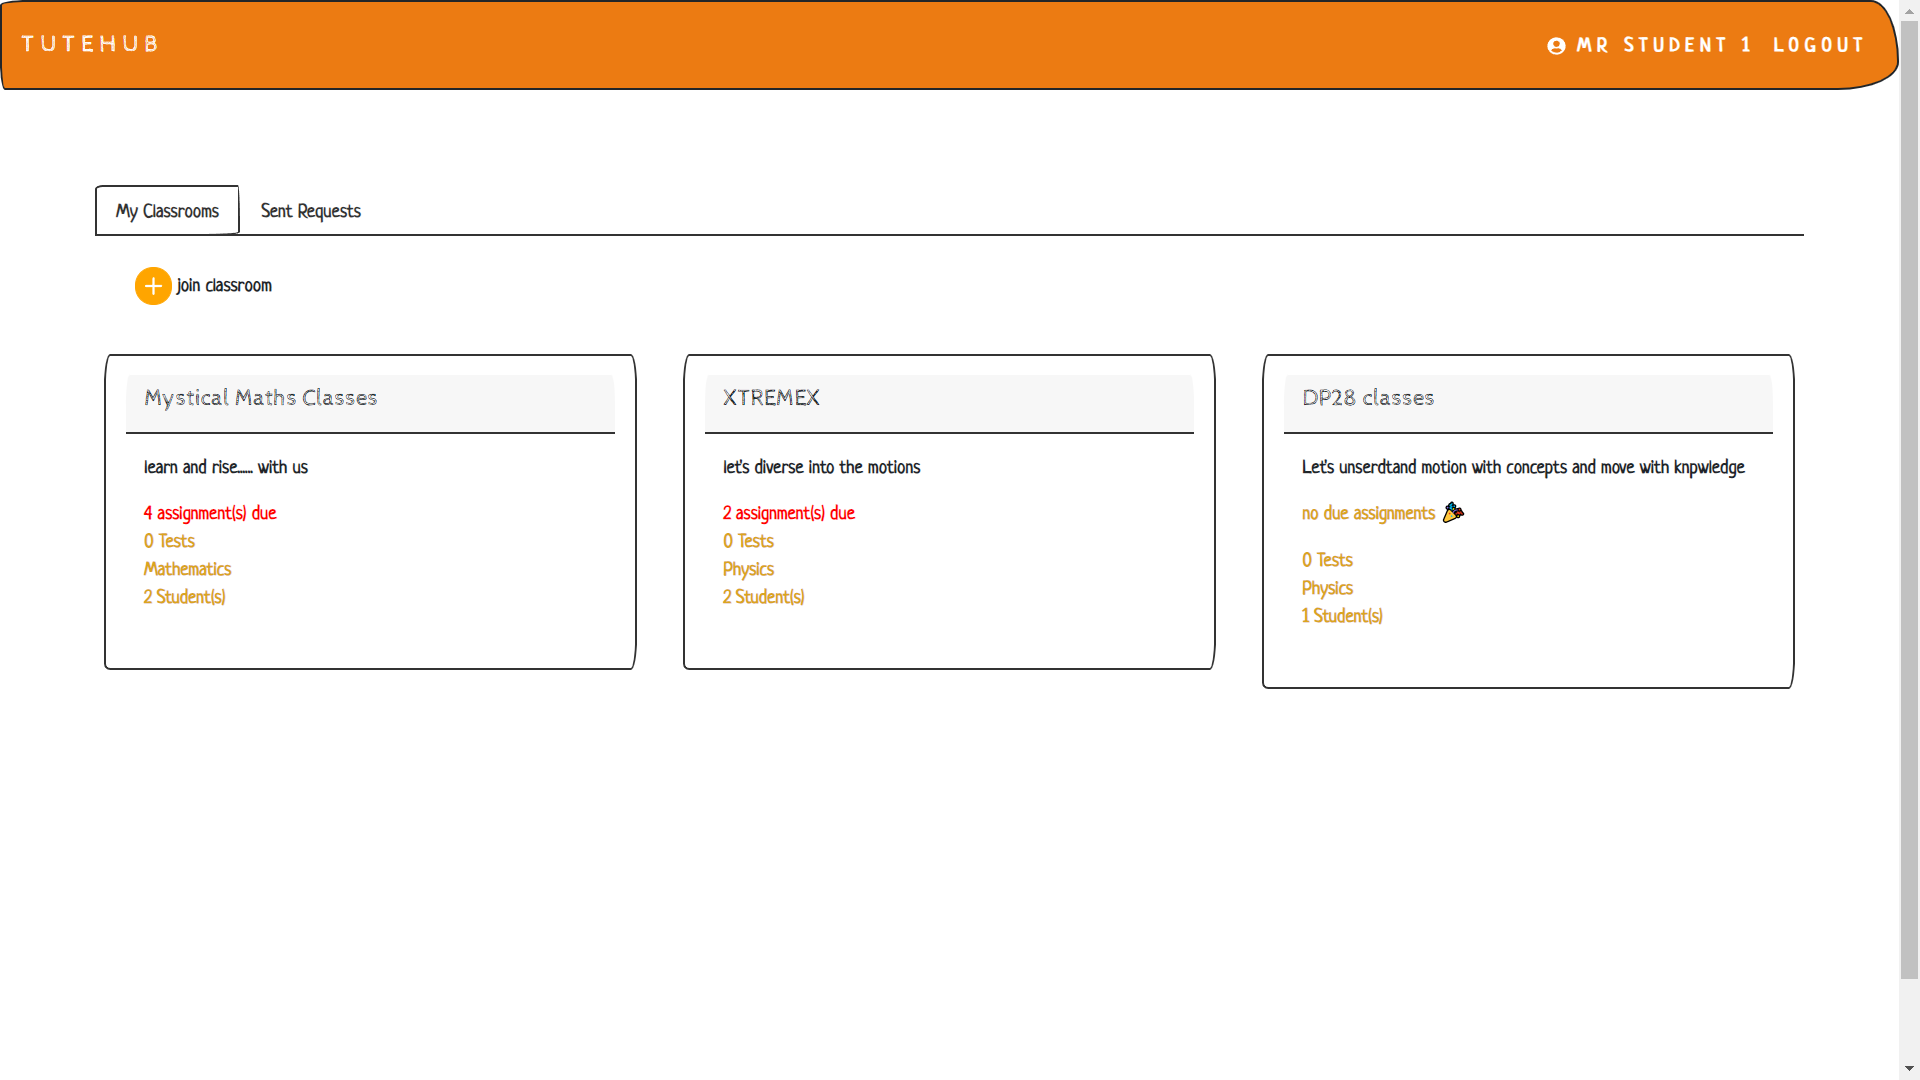 TUTEHUB
MR STUDENT 1 LOGOUT
My Classrooms
Sent Requests
join classroom
Mystical Maths Classes
learn and rise...... with us
4 assignment(s) due
0 Tests
Mathematics
2 Student(s)
XTREMEX
let's diverse into the motions
2 assignment(s) due
0 Tests
Physics
2 Student(s)
DP28 classes
Let's unserdtand motion with concepts and move with knpwledge
no due assignments 🎉
0 Tests
Physics
1 Student(s)